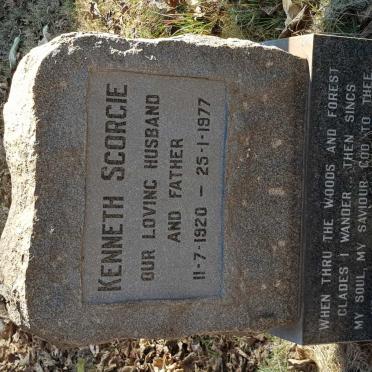 KENNETH SCORCIE
OUR LOVING HUSBAND
AND FATHER
11-7-1920 – 25-1-1977
WHEN THRU THE WOODS AND FOREST
GLADES I WANDER, THEN SINGS
MY SOUL, MY SAVIOUR GOD TO THEE